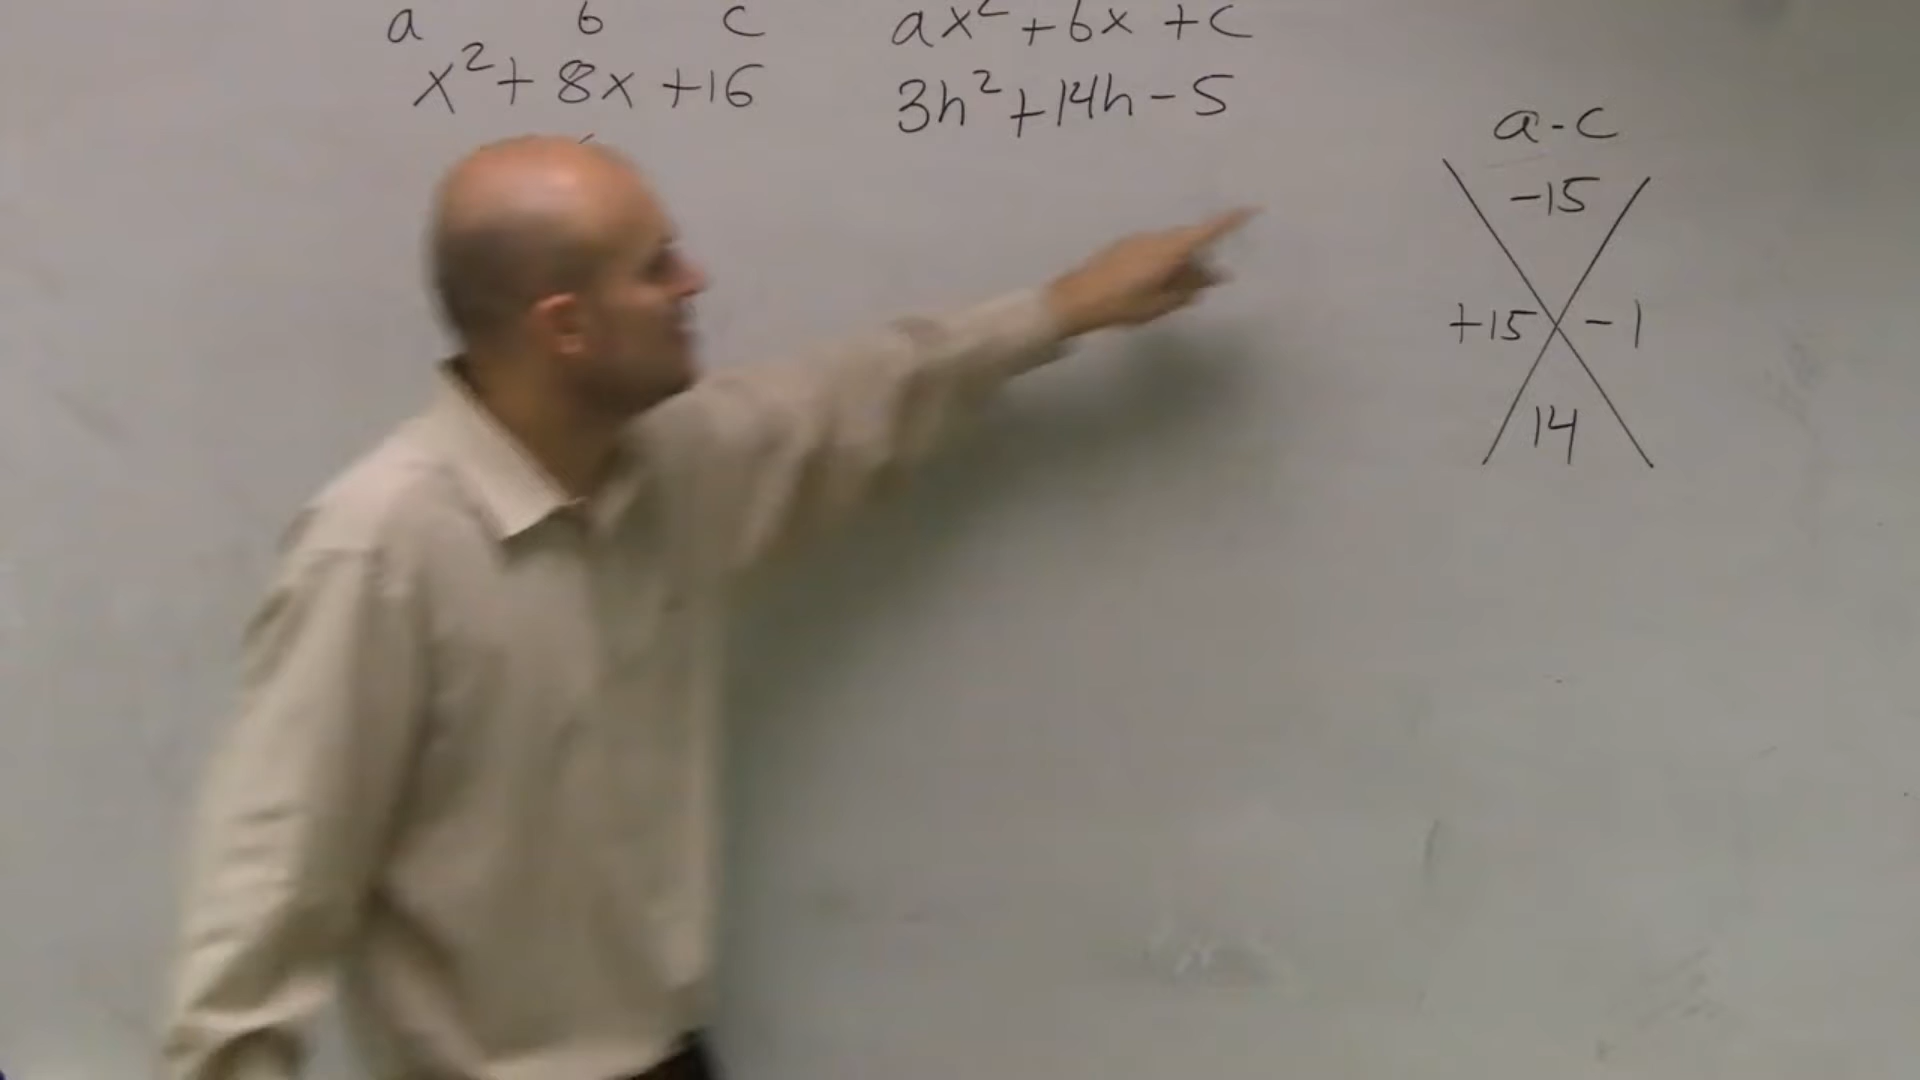 a b c
x² + 8x + 16
ax² + bx + c
3h² + 14h - 5
a - c
-15
+15 -1
14